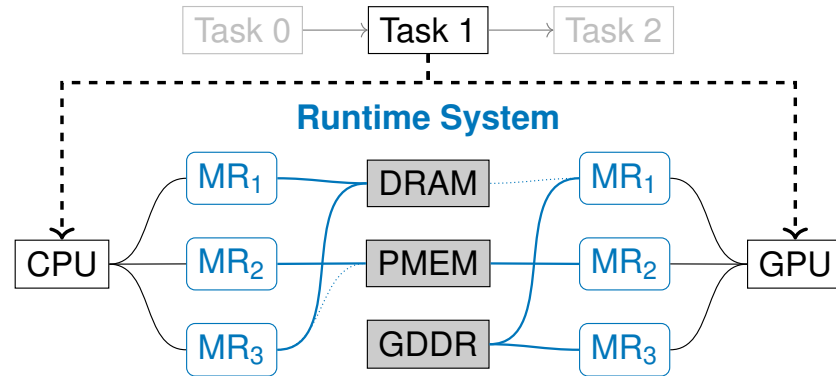 Task 0 Task 1 Task 2
Runtime System
MR1 DRAM MR1
CPU MR2 PMEM MR2 GPU
MR3 GDDR MR3